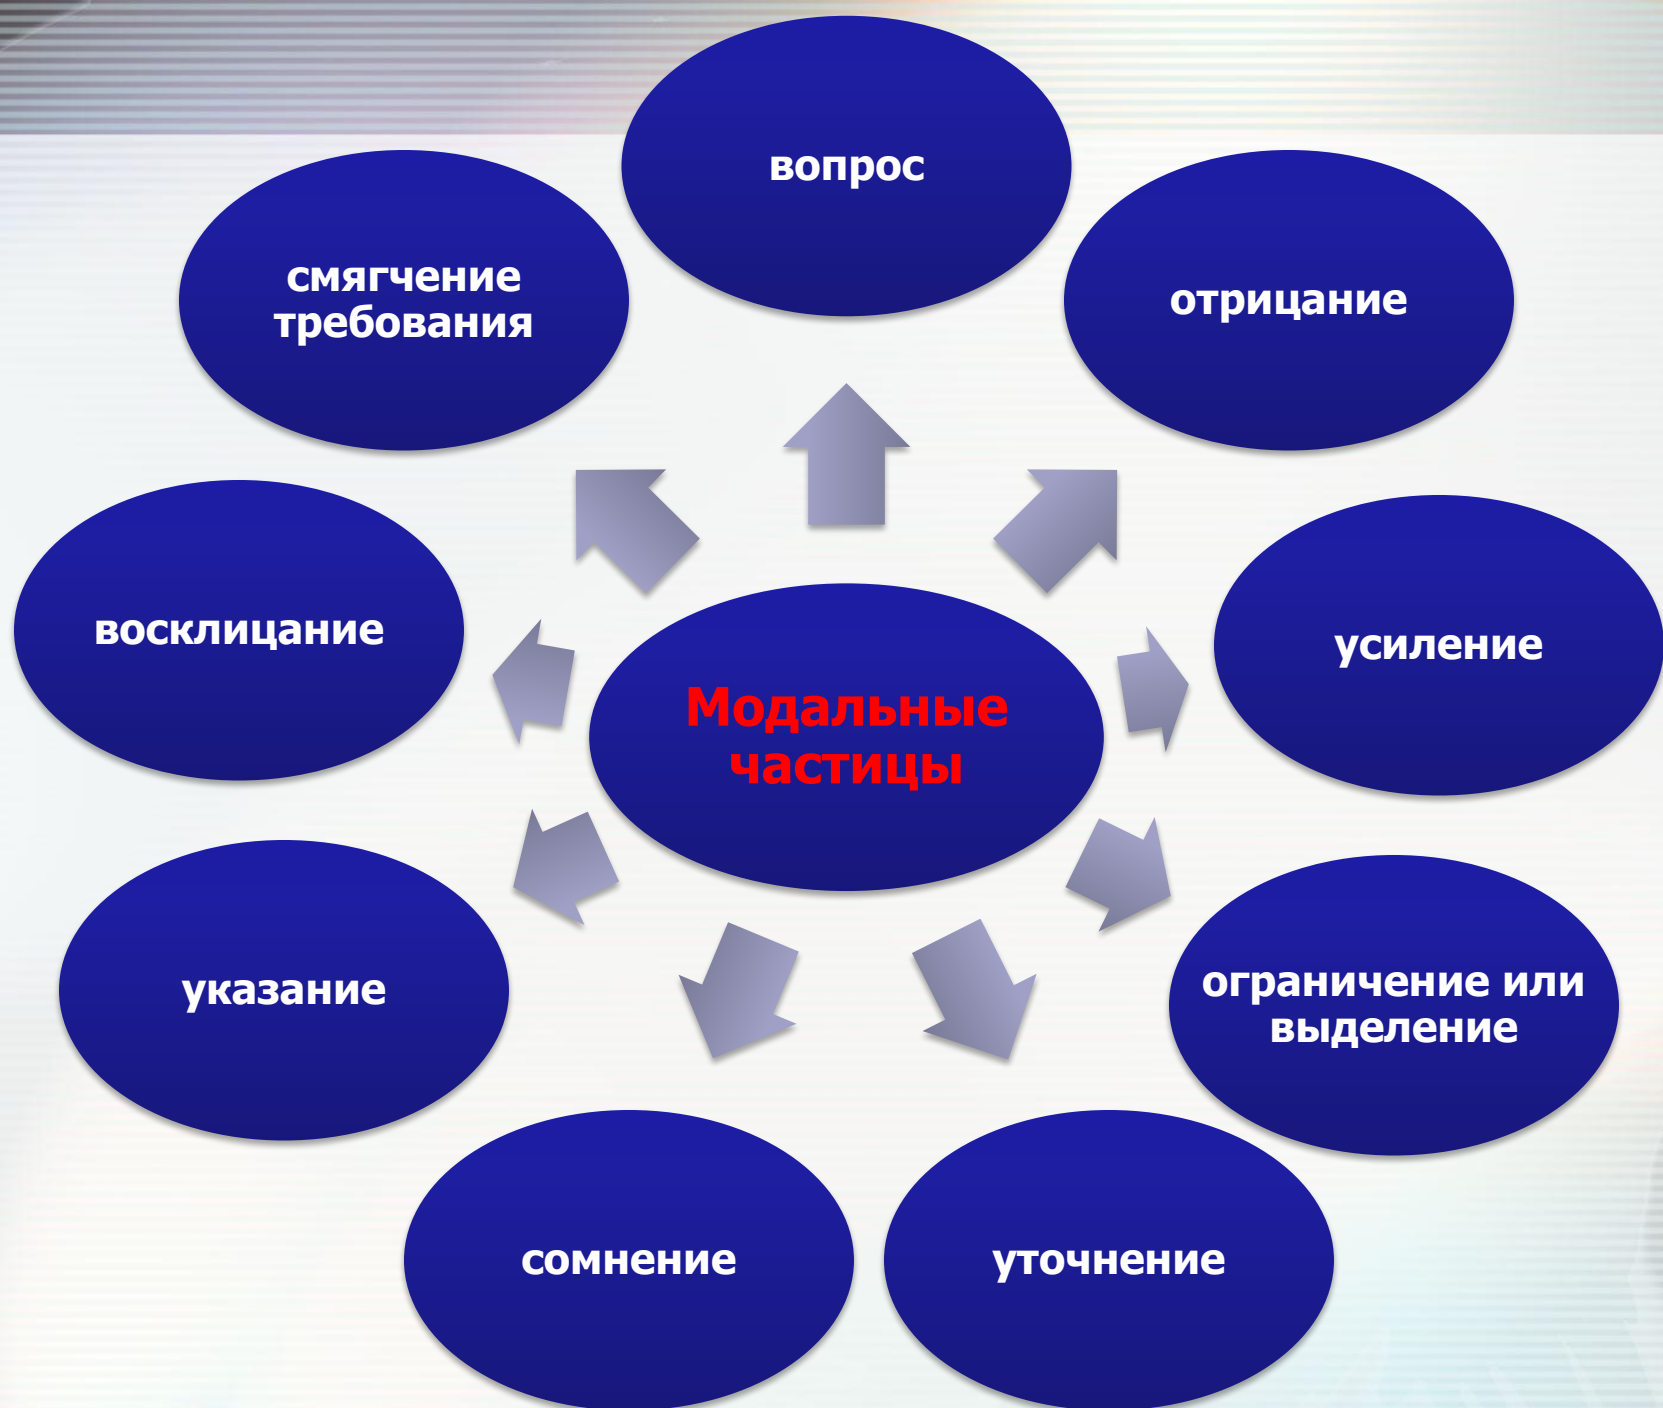 вопрос
смягчение
требования
отрицание
восклицание
усиление
Модальные
частицы
указание
ограничение или
выделение
сомнение
уточнение